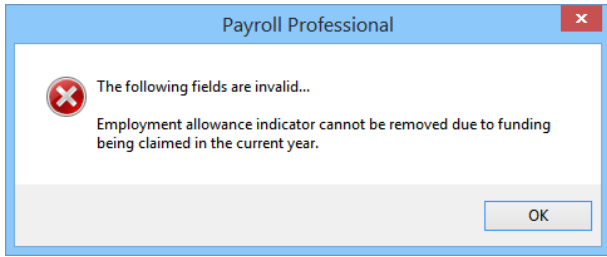 Payroll Professional
The following fields are invalid...
Employment allowance indicator cannot be removed due to funding
being claimed in the current year.
OK